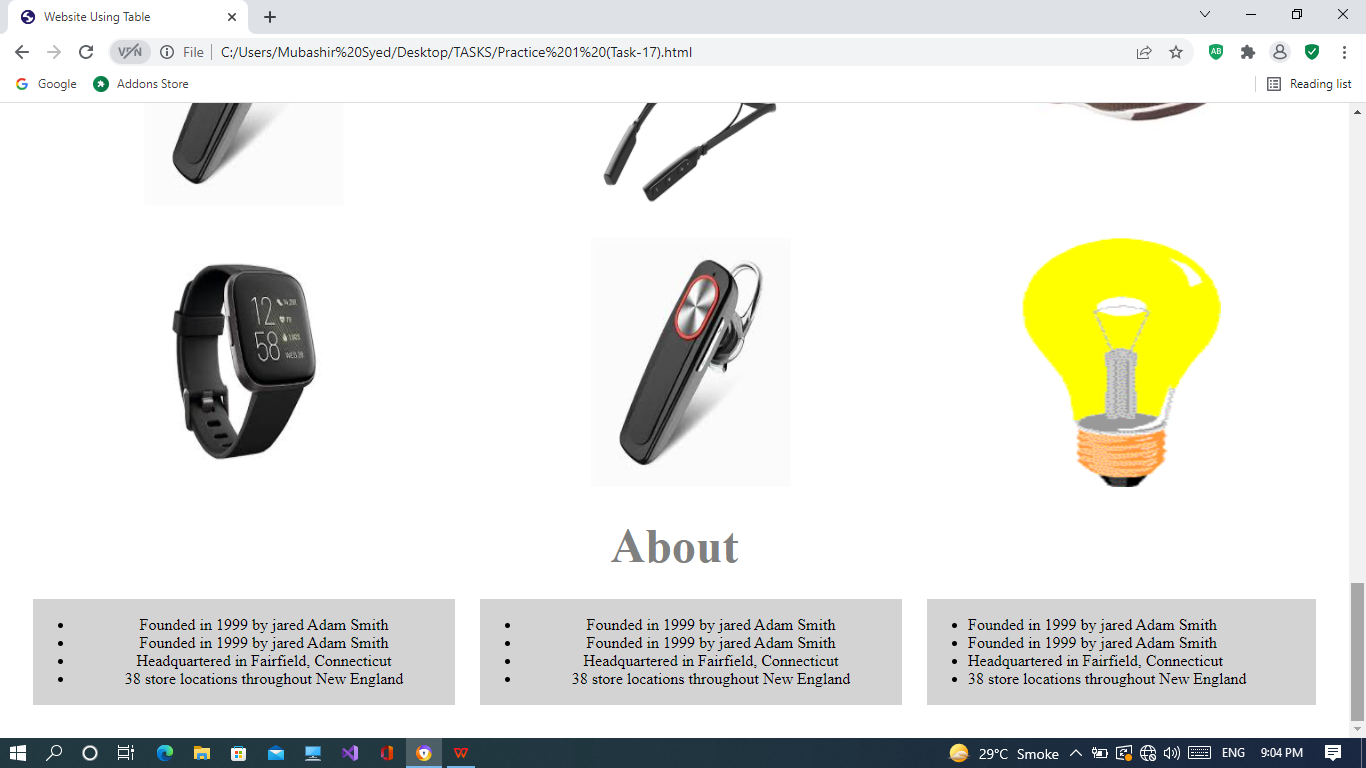 Website Using Table
VPN
File
C:/Users/Mubashir%20Syed/Desktop/TASKS/Practice%201%20(Task-17).html
AB
Google
Addons Store
Reading list
12
58
WED 28
About
• Founded in 1999 by jared Adam Smith
• Founded in 1999 by jared Adam Smith
• Headquartered in Fairfield, Connecticut
• 38 store locations throughout New England
• Founded in 1999 by jared Adam Smith
• Founded in 1999 by jared Adam Smith
• Headquartered in Fairfield, Connecticut
• 38 store locations throughout New England
• Founded in 1999 by jared Adam Smith
• Founded in 1999 by jared Adam Smith
• Headquartered in Fairfield, Connecticut
• 38 store locations throughout New England
29°C Smoke
ENG
9:04 PM